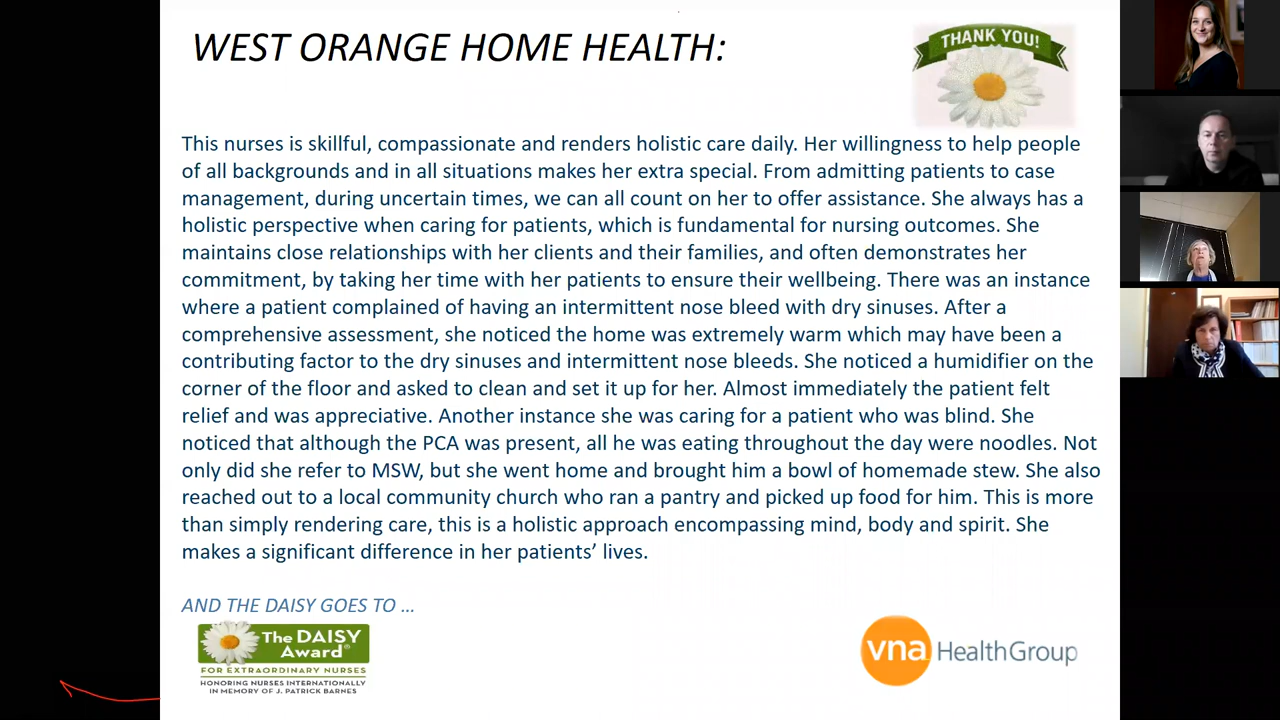 WEST ORANGE HOME HEALTH:
THANK YOU!
This nurses is skillful, compassionate and renders holistic care daily. Her willingness to help people
of all backgrounds and in all situations makes her extra special. From admitting patients to case
management, during uncertain times, we can all count on her to offer assistance. She always has a
holistic perspective when caring for patients, which is fundamental for nursing outcomes. She
maintains close relationships with her clients and their families, and often demonstrates her
commitment, by taking her time with her patients to ensure their wellbeing. There was an instance
where a patient complained of having an intermittent nose bleed with dry sinuses. After a
comprehensive assessment, she noticed the home was extremely warm which may have been a
contributing factor to the dry sinuses and intermittent nose bleeds. She noticed a humidifier on the
corner of the floor and asked to clean and set it up for her. Almost immediately the patient felt
relief and was appreciative. Another instance she was caring for a patient who was blind. She
noticed that although the PCA was present, all he was eating throughout the day were noodles. Not
only did she refer to MSW, but she went home and brought him a bowl of homemade stew. She also
reached out to a local community church who ran a pantry and picked up food for him. This is more
than simply rendering care, this is a holistic approach encompassing mind, body and spirit. She
makes a significant difference in her patients’ lives.
AND THE DAISY GOES TO …
The DAISY
Award®
FOR EXTRAORDINARY NURSES
HONORING NURSES INTERNATIONALLY
IN MEMORY OF J. PATRICK BARNES
vna HealthGroup